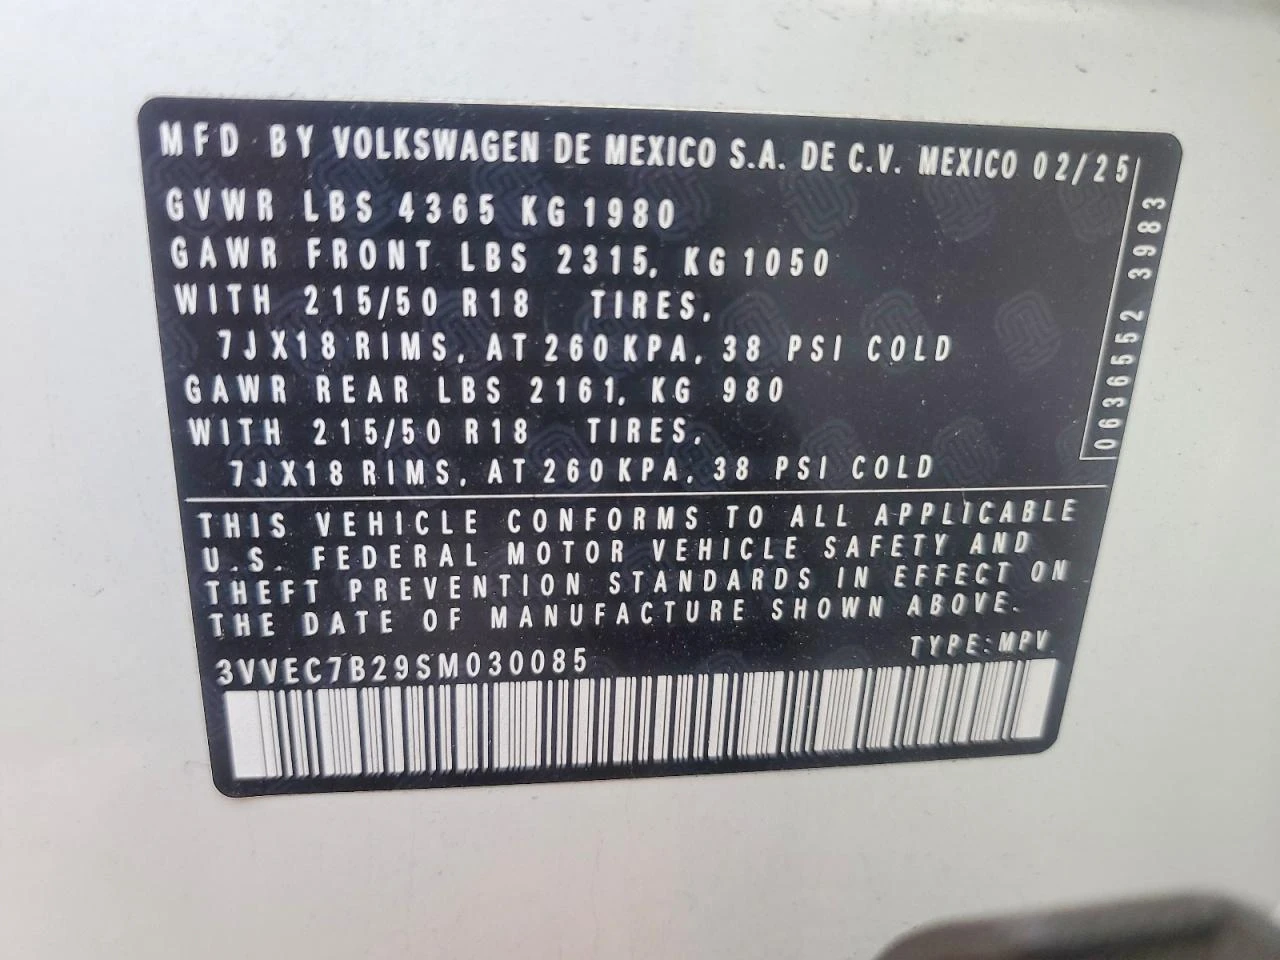 MFD BY VOLKSWAGEN DE MEXICO S.A. DE C.V. MEXICO 02/25
GVWR LBS 4365 KG 1980
GAWR FRONT LBS 2315, KG 1050
WITH 215/50 R18 TIRES,
7JX18 RIMS, AT 260 KPA, 38 PSI COLD
GAWR REAR LBS 2161, KG 980
WITH 215/50 R18 TIRES,
7JX18 RIMS, AT 260 KPA, 38 PSI COLD
0636552 3983
THIS VEHICLE CONFORMS TO ALL APPLICABLE
U.S. FEDERAL MOTOR VEHICLE SAFETY AND
THEFT PREVENTION STANDARDS IN EFFECT ON
THE DATE OF MANUFACTURE SHOWN ABOVE.
3VVEC7B29SM030085
TYPE: MPV